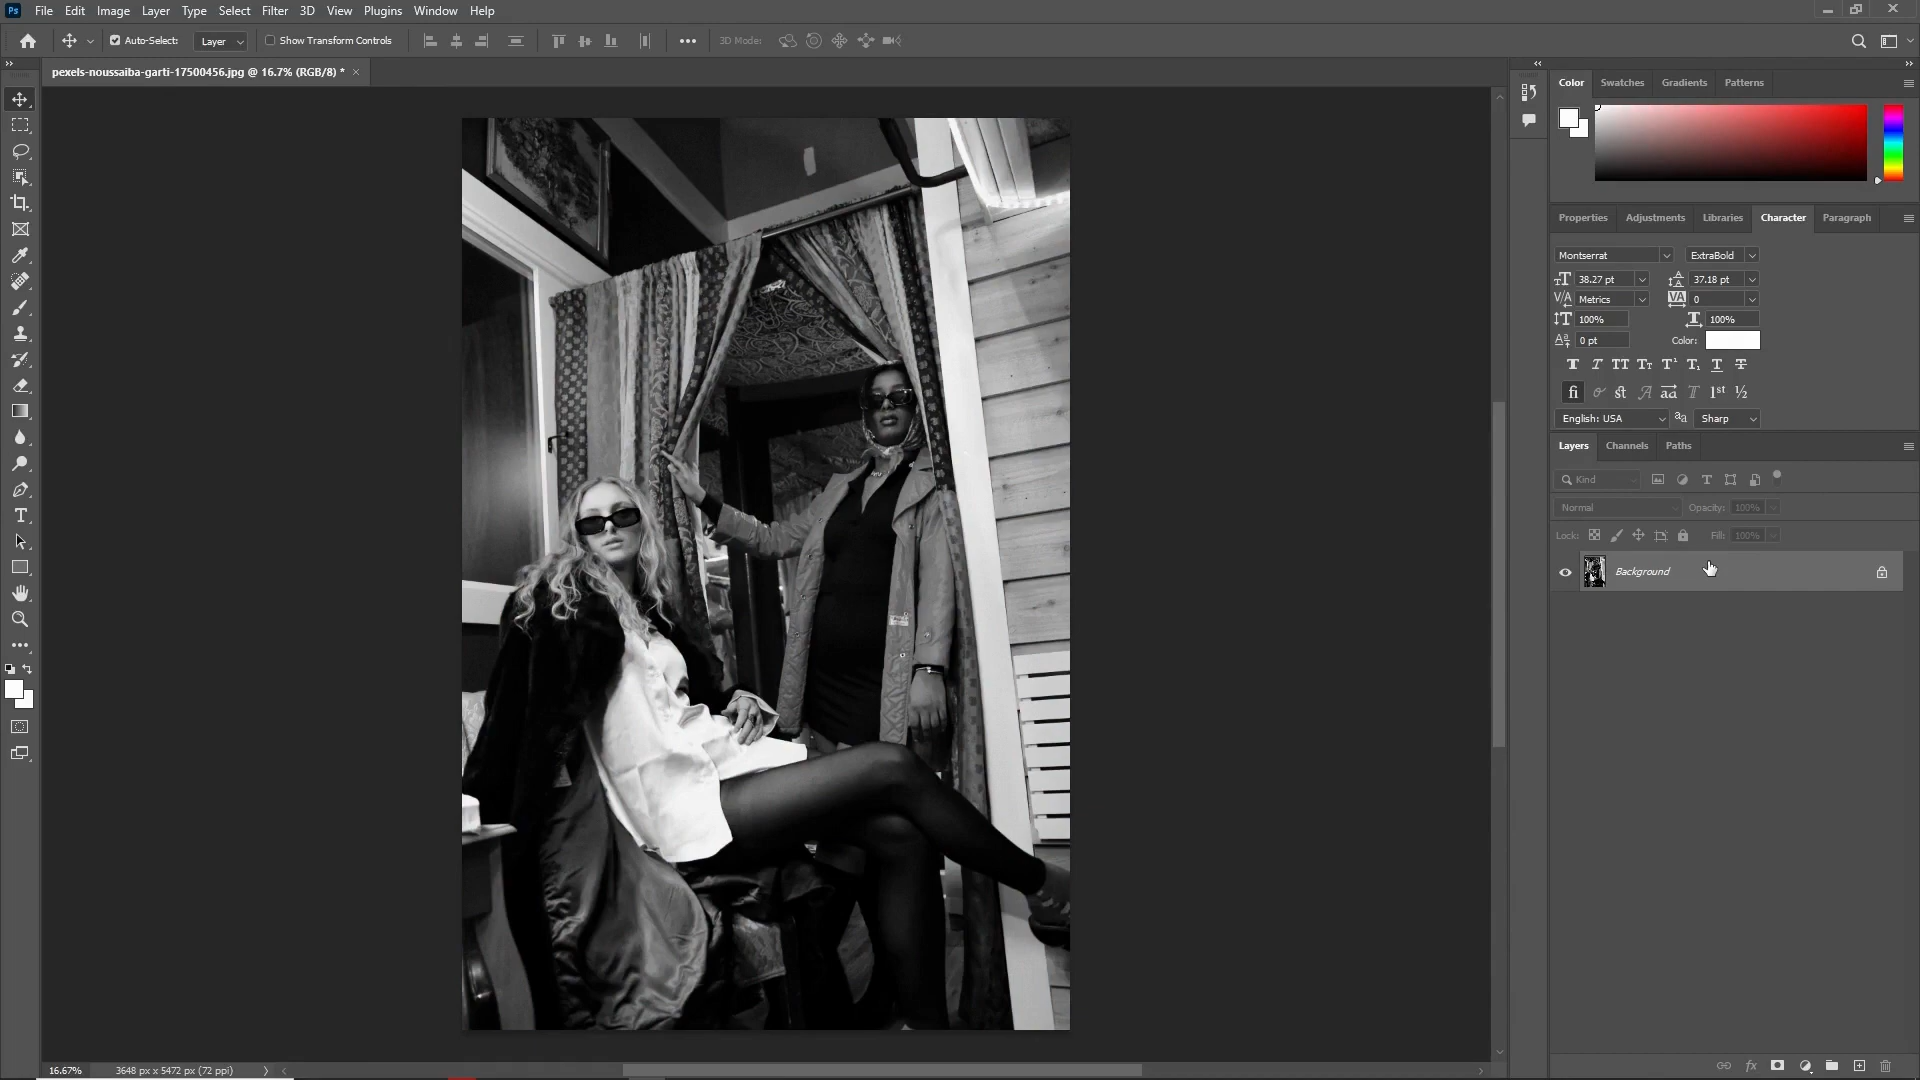 Ps File Edit Image Layer Type Select Filter 3D View Plugins Window Help
Auto-Select: Layer Show Transform Controls 3D Mode:
pexels-noussaiba-garti-17500456.jpg @ 16.7% (RGB/8) *
Color Swatches Gradients Patterns
Properties Adjustments Libraries Character Paragraph
Montserrat ExtraBold
38.27 pt 37.18 pt
Metrics 0
100% 100%
0 pt Color:
English: USA Sharp
Layers Channels Paths
Kind
Normal Opacity: 100%
Lock: Fill: 100%
Background
16.67% 3648 px x 5472 px (72 ppi)